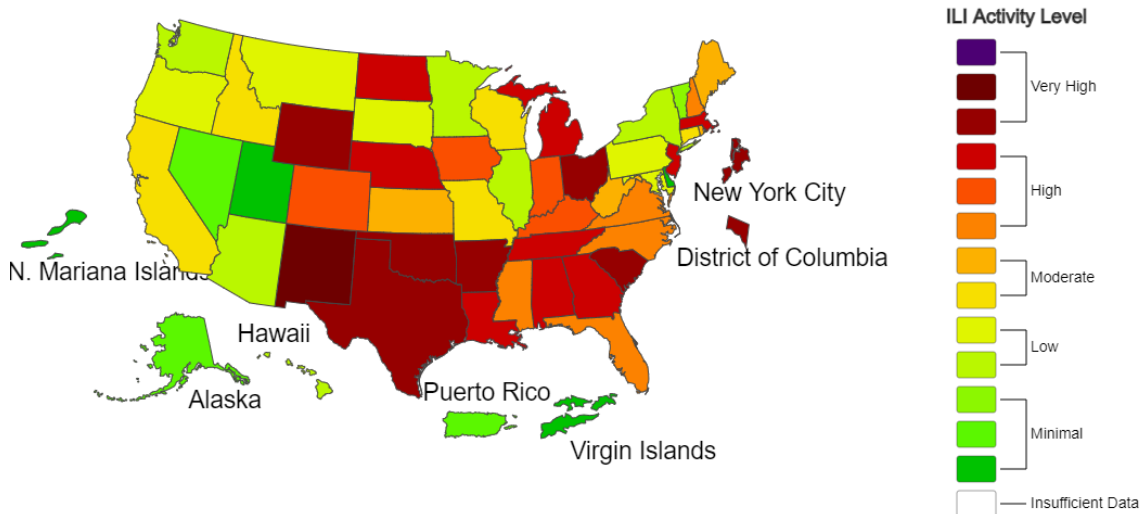 ILI Activity Level
Very High
High
Moderate
Low
Minimal
Insufficient Data
New York City
District of Columbia
N. Mariana Islands
Hawaii
Alaska
Puerto Rico
Virgin Islands